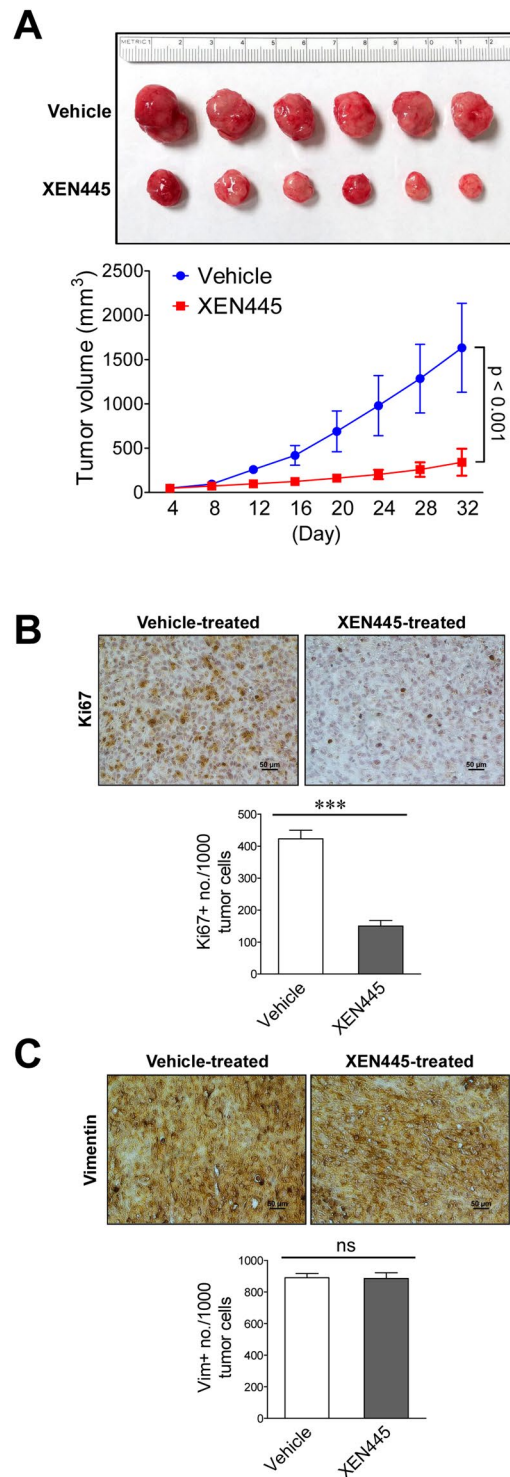 A
METRIC 1 2 3 4 5 6 7 8 9 10 11 12
Vehicle
XEN445
Vehicle
XEN445
Tumor volume (mm³)
2500
2000
1500
1000
500
0
4 8 12 16 20 24 28 32
(Day)
p < 0.001
B
Vehicle-treated XEN445-treated
Ki67
50 µm
50 µm
***
Ki67+ no./1000
tumor cells
500
400
300
200
100
0
Vehicle
XEN445
C
Vehicle-treated XEN445-treated
Vimentin
50 µm
50 µm
ns
Vim+ no./1000
tumor cells
1000
800
600
400
200
0
Vehicle
XEN445